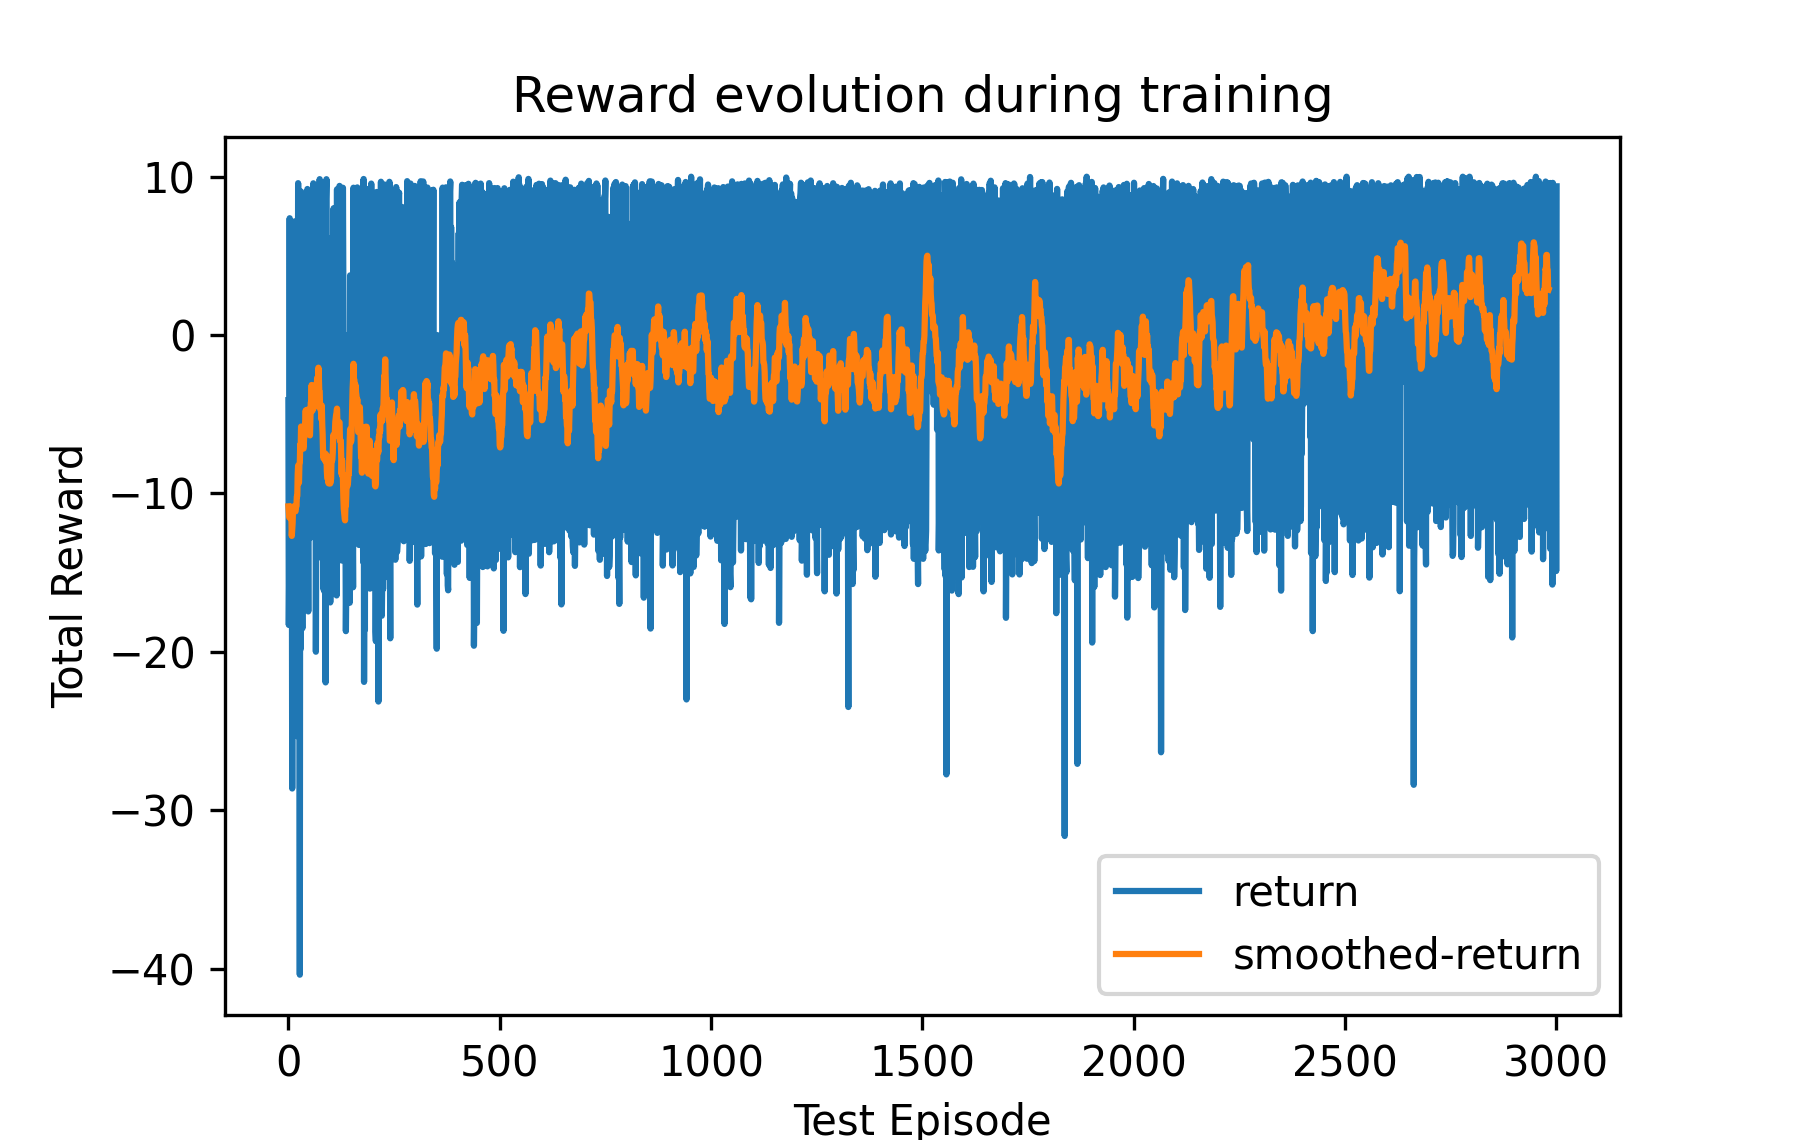 Reward evolution during training
10
0
−10
−20
−30
−40
Total Reward
return
smoothed-return
0 500 1000 1500 2000 2500 3000
Test Episode